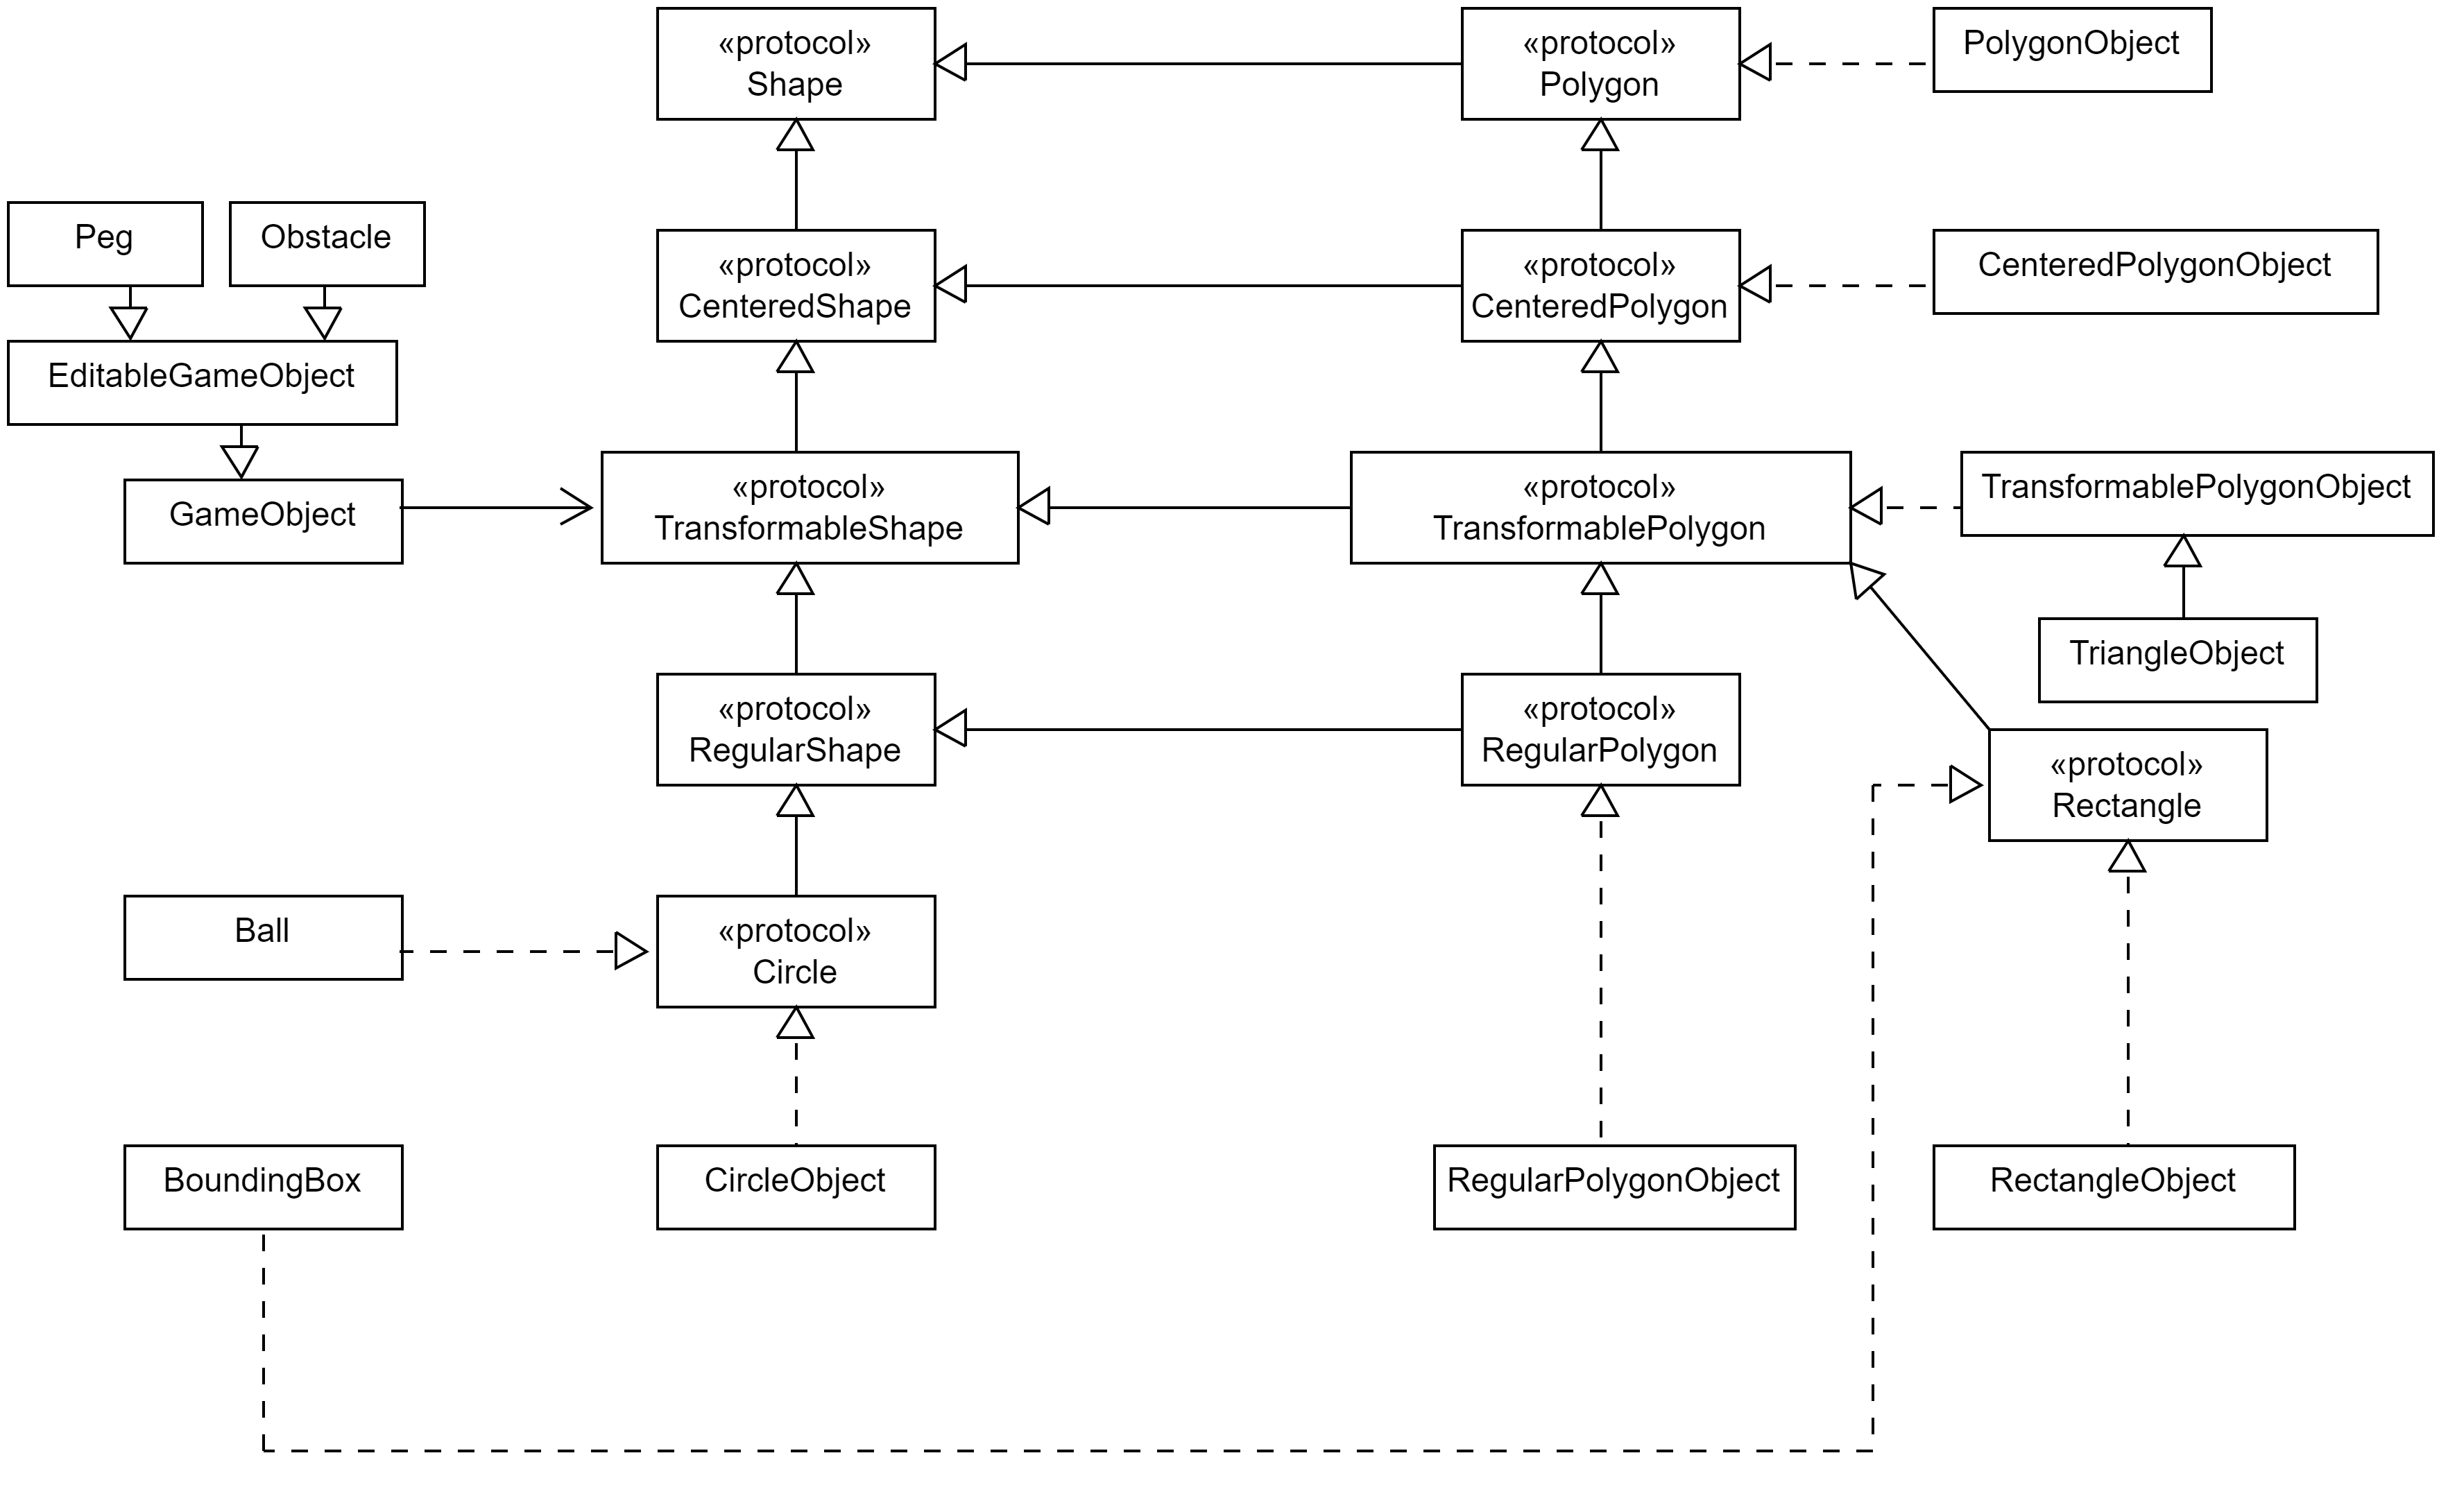 «protocol»
Shape
«protocol»
Polygon
PolygonObject
Peg
Obstacle
«protocol»
CenteredShape
«protocol»
CenteredPolygon
CenteredPolygonObject
EditableGameObject
GameObject
«protocol»
TransformableShape
«protocol»
TransformablePolygon
TransformablePolygonObject
TriangleObject
«protocol»
RegularShape
«protocol»
RegularPolygon
«protocol»
Rectangle
Ball
«protocol»
Circle
BoundingBox
CircleObject
RegularPolygonObject
RectangleObject